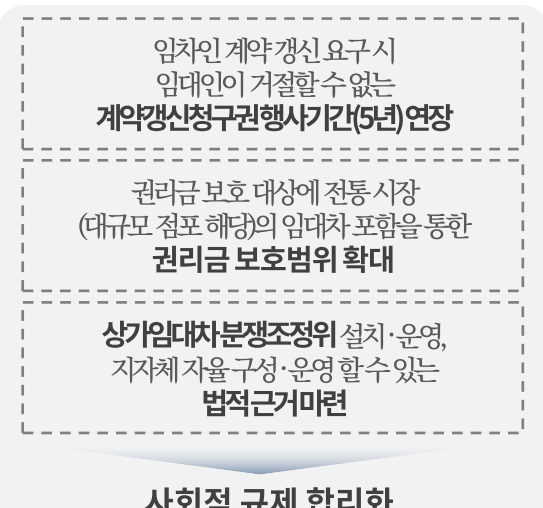 임차인 계약 갱신 요구 시
임대인이 거절할 수 없는
계약갱신청구권 행사기간(5년) 연장
권리금 보호 대상에 전통 시장
(대규모 점포 해당)의 임대차 포함을 통한
권리금 보호범위 확대
상가임대차 분쟁조정위 설치·운영,
지자체 자율 구성·운영 할 수 있는
법적 근거 마련
사회적 규제 합리화